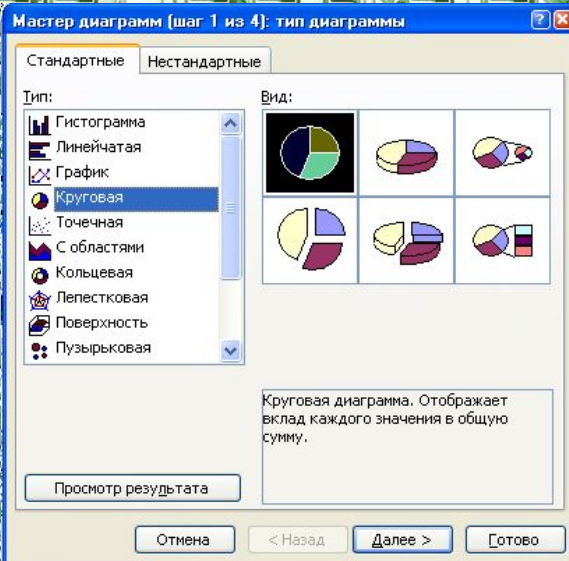 Мастер диаграмм (шаг 1 из 4): тип диаграммы
Стандартные
Нестандартные
Тип:
Вид:
Гистограмма
Линейчатая
График
Круговая
Точечная
С областями
Кольцевая
Лепестковая
Поверхность
Пузырьковая
Круговая диаграмма. Отображает
вклад каждого значения в общую
сумму.
Просмотр результата
Отмена
< Назад
Далее >
Готово